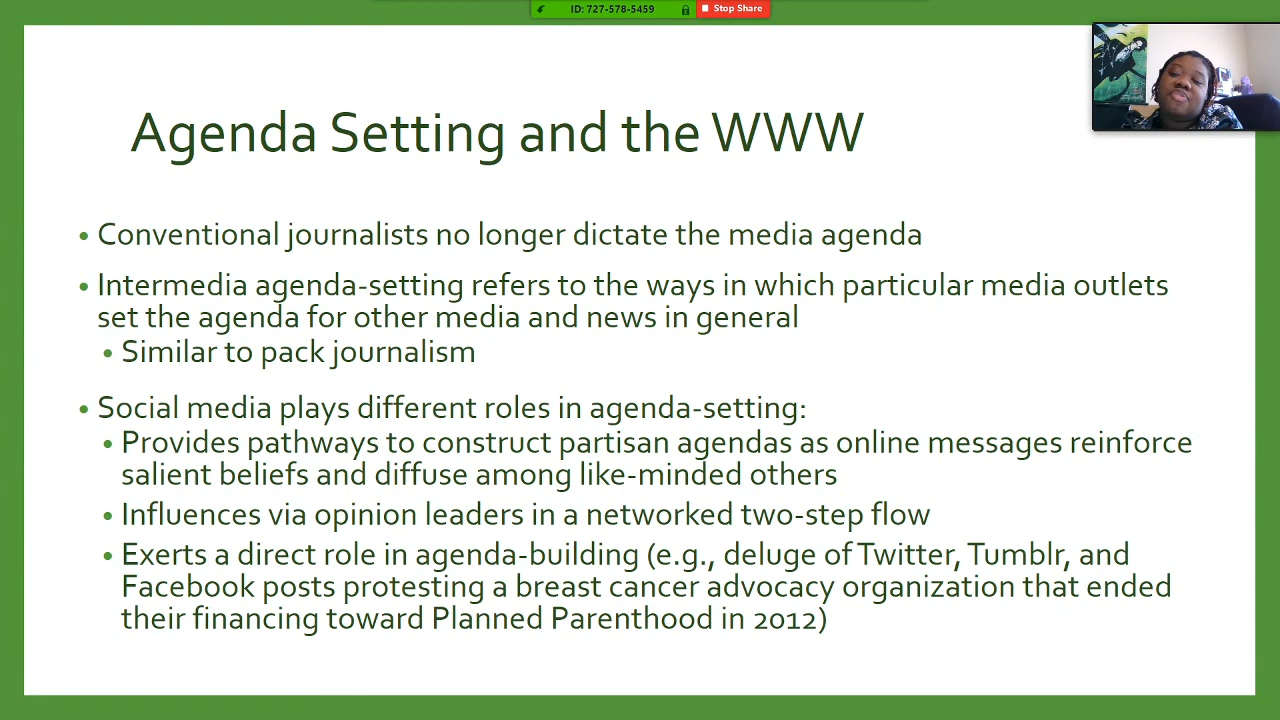 ID: 727-578-5459
Stop Share
Agenda Setting and the WWW
• Conventional journalists no longer dictate the media agenda
• Intermedia agenda-setting refers to the ways in which particular media outlets
set the agenda for other media and news in general
• Similar to pack journalism
• Social media plays different roles in agenda-setting:
• Provides pathways to construct partisan agendas as online messages reinforce
salient beliefs and diffuse among like-minded others
• Influences via opinion leaders in a networked two-step flow
• Exerts a direct role in agenda-building (e.g., deluge of Twitter, Tumblr, and
Facebook posts protesting a breast cancer advocacy organization that ended
their financing toward Planned Parenthood in 2012)